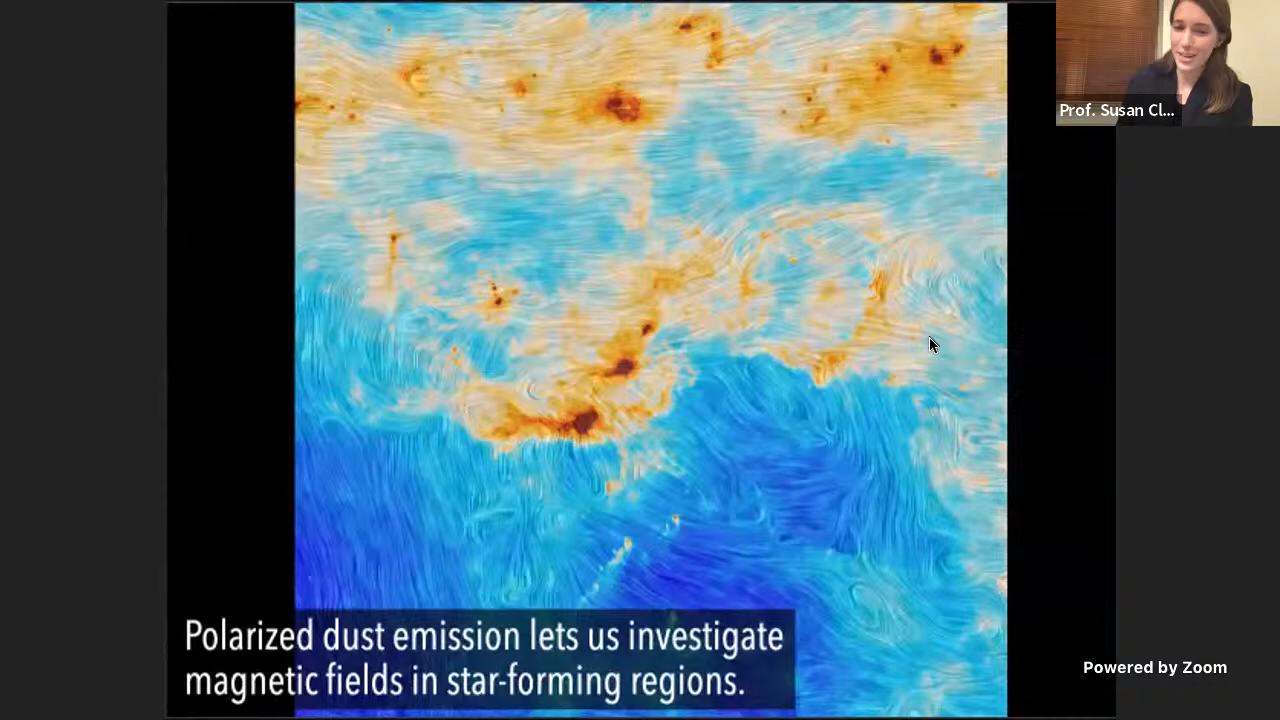 Prof. Susan Cl...
Polarized dust emission lets us investigate
magnetic fields in star-forming regions.
Powered by Zoom